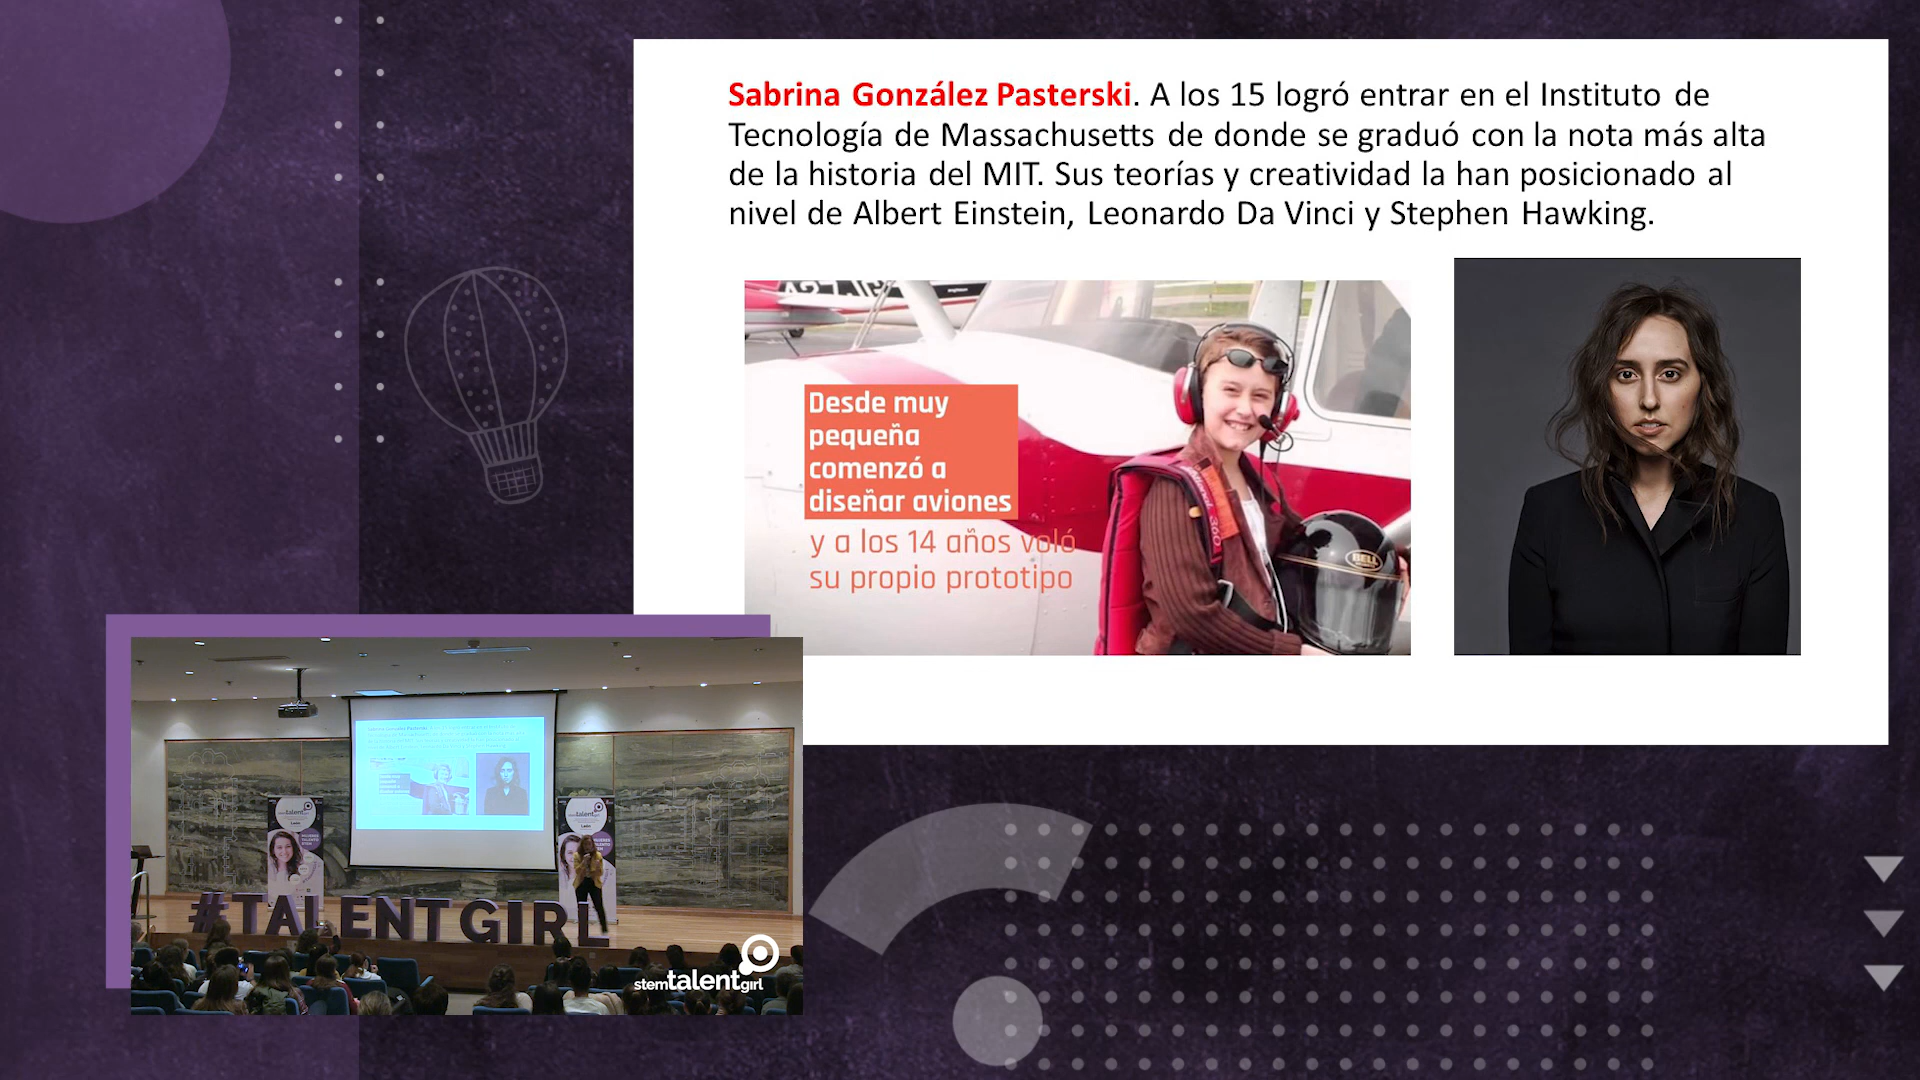 Sabrina González Pasterski. A los 15 logró entrar en el Instituto de
Tecnología de Massachusetts de donde se graduó con la nota más alta
de la historia del MIT. Sus teorías y creatividad la han posicionado al
nivel de Albert Einstein, Leonardo Da Vinci y Stephen Hawking.
Desde muy
pequeña
comenzó a
diseñar aviones
y a los 14 años voló
su propio prototipo
BELL
#TALENTGIRL
stemtalentgirl